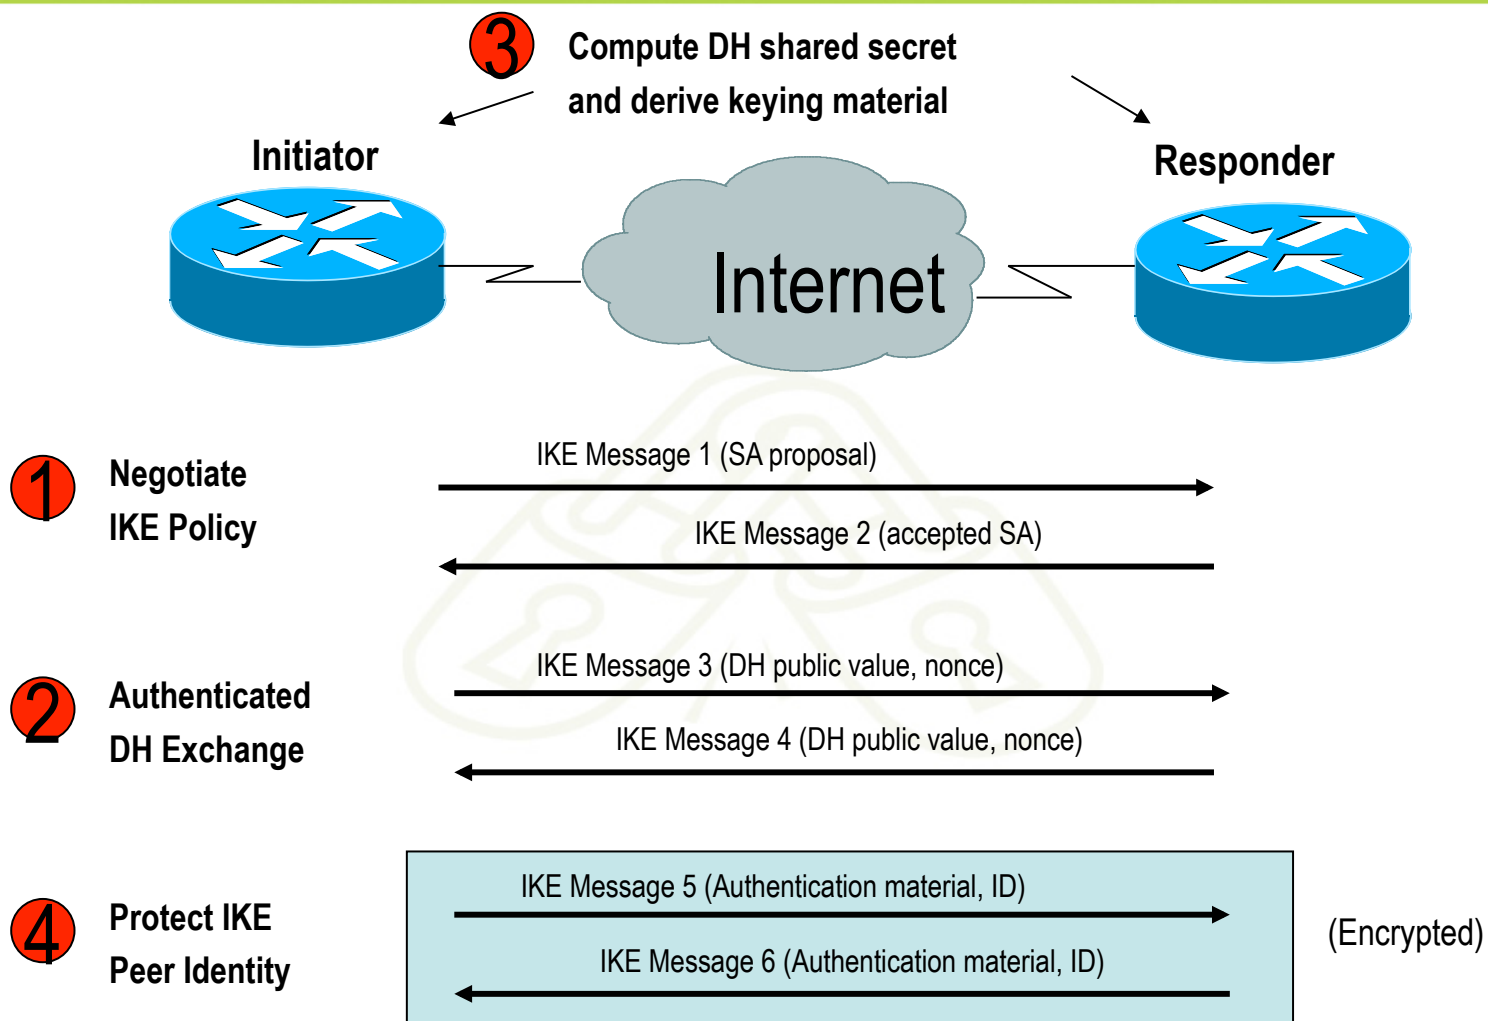 3
Compute DH shared secret
and derive keying material
Initiator
Responder
Internet
1
Negotiate
IKE Policy
IKE Message 1 (SA proposal)
IKE Message 2 (accepted SA)
2
Authenticated
DH Exchange
IKE Message 3 (DH public value, nonce)
IKE Message 4 (DH public value, nonce)
4
Protect IKE
Peer Identity
IKE Message 5 (Authentication material, ID)
IKE Message 6 (Authentication material, ID)
(Encrypted)